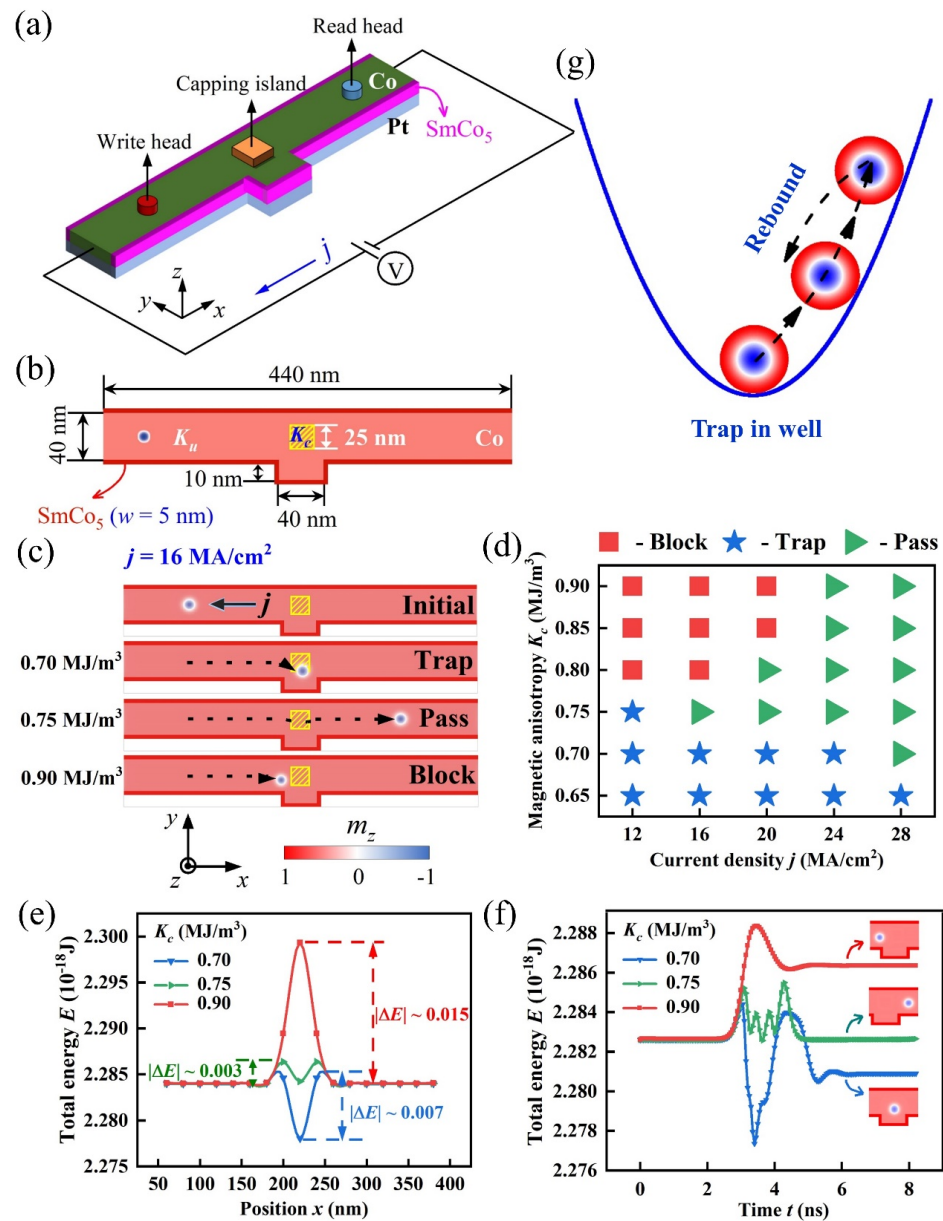 (a)
Read head
Co
Capping island
SmCo5
Pt
Write head
j
V
z
y
x
(b)
440 nm
40 nm
Ku
Kc
25 nm
Co
10 nm
40 nm
SmCo5 (w = 5 nm)
(c)
j = 16 MA/cm2
j
Initial
0.70 MJ/m3
Trap
0.75 MJ/m3
Pass
0.90 MJ/m3
Block
y
z
x
mz
1
0
-1
(g)
Rebound
Trap in well
(d)
- Block
- Trap
- Pass
Magnetic anisotropy Kc (MJ/m3)
0.90
0.85
0.80
0.75
0.70
0.65
12
16
20
24
28
Current density j (MA/cm2)
(e)
Total energy E (10-18J)
2.300
2.295
2.290
2.285
2.280
2.275
Kc (MJ/m3)
0.70
0.75
0.90
|ΔE| ~ 0.015
|ΔE| ~ 0.003
|ΔE| ~ 0.007
50
100
150
200
250
300
350
400
Position x (nm)
(f)
Total energy E (10-18J)
2.288
2.286
2.284
2.282
2.280
2.278
2.276
Kc (MJ/m3)
0.70
0.75
0.90
0
2
4
6
8
Time t (ns)